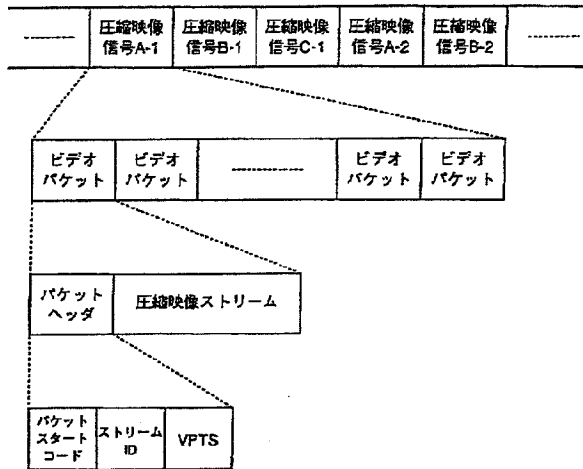 圧縮映像
信号A-1
圧縮映像
信号B-1
圧縮映像
信号C-1
圧縮映像
信号A-2
圧縮映像
信号B-2
ビデオ
パケット
ビデオ
パケット
ビデオ
パケット
ビデオ
パケット
パケット
ヘッダ
圧縮映像ストリーム
パケット
スタート
コード
ストリーム
ID
VPTS